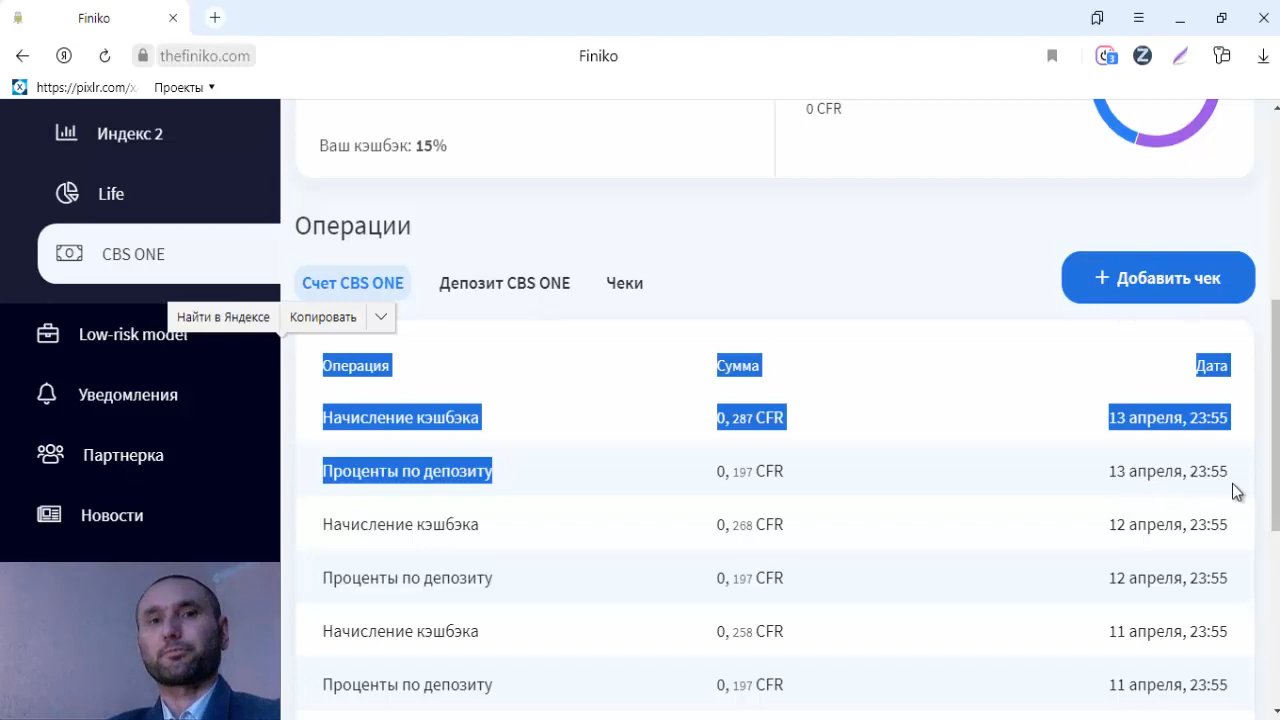 Finiko
thefiniko.com
Finiko
3
https://pixlr.com/x
Проекты
Индекс 2
Life
CBS ONE
Low-risk model
Уведомления
Партнерка
Новости
Найти в Яндексе
Копировать
0 CFR
Ваш кэшбэк: 15%
Операции
Счет CBS ONE
Депозит CBS ONE
Чеки
+ Добавить чек
Операция Сумма Дата
Начисление кэшбэка 0, 287 CFR 13 апреля, 23:55
Проценты по депозиту 0, 197 CFR 13 апреля, 23:55
Начисление кэшбэка 0, 268 CFR 12 апреля, 23:55
Проценты по депозиту 0, 197 CFR 12 апреля, 23:55
Начисление кэшбэка 0, 258 CFR 11 апреля, 23:55
Проценты по депозиту 0, 197 CFR 11 апреля, 23:55